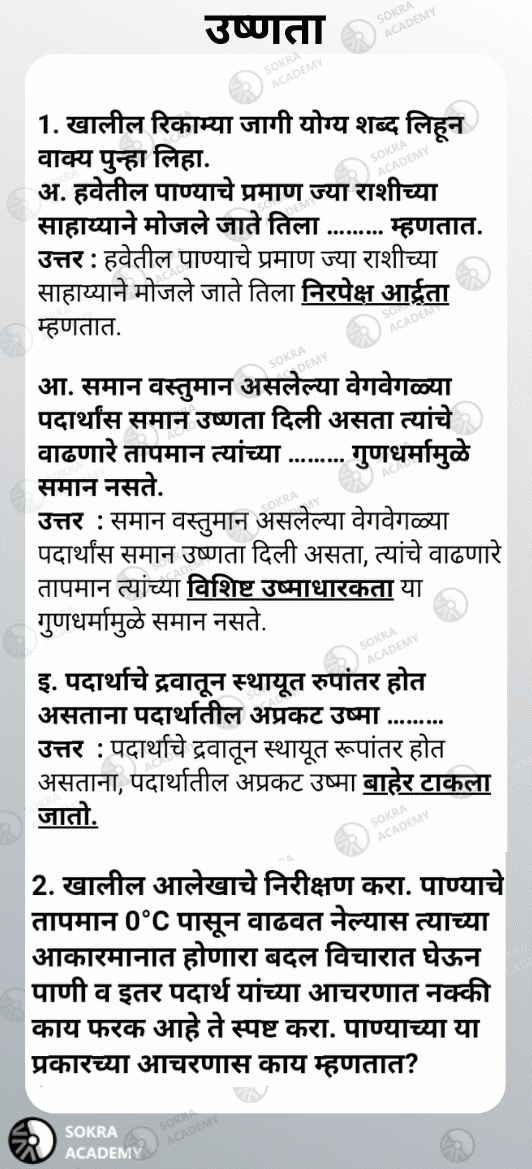 उष्णता
1. खालील रिकाम्या जागी योग्य शब्द लिहून
वाक्य पुन्हा लिहा.
अ. हवेतील पाण्याचे प्रमाण ज्या राशीच्या
साहाय्याने मोजले जाते तिला ......... म्हणतात.
उत्तर : हवेतील पाण्याचे प्रमाण ज्या राशीच्या
साहाय्याने मोजले जाते तिला निरपेक्ष आर्द्रता
म्हणतात.
आ. समान वस्तुमान असलेल्या वेगवेगळ्या
पदार्थांस समान उष्णता दिली असता त्यांचे
वाढणारे तापमान त्यांच्या ......... गुणधर्मामुळे
समान नसते.
उत्तर : समान वस्तुमान असलेल्या वेगवेगळ्या
पदार्थांस समान उष्णता दिली असता, त्यांचे वाढणारे
तापमान त्यांच्या विशिष्ट उष्माधारकता या
गुणधर्मामुळे समान नसते.
इ. पदार्थाचे द्रवातून स्थायूत रुपांतर होत
असताना पदार्थातील अप्रकट उष्मा .........
उत्तर : पदार्थाचे द्रवातून स्थायूत रूपांतर होत
असताना, पदार्थातील अप्रकट उष्मा बाहेर टाकला
जातो.
2. खालील आलेखाचे निरीक्षण करा. पाण्याचे
तापमान 0°C पासून वाढवत नेल्यास त्याच्या
आकारमानात होणारा बदल विचारात घेऊन
पाणी व इतर पदार्थ यांच्या आचरणात नक्की
काय फरक आहे ते स्पष्ट करा. पाण्याच्या या
प्रकारच्या आचरणास काय म्हणतात?
SOKRA
ACADEMY